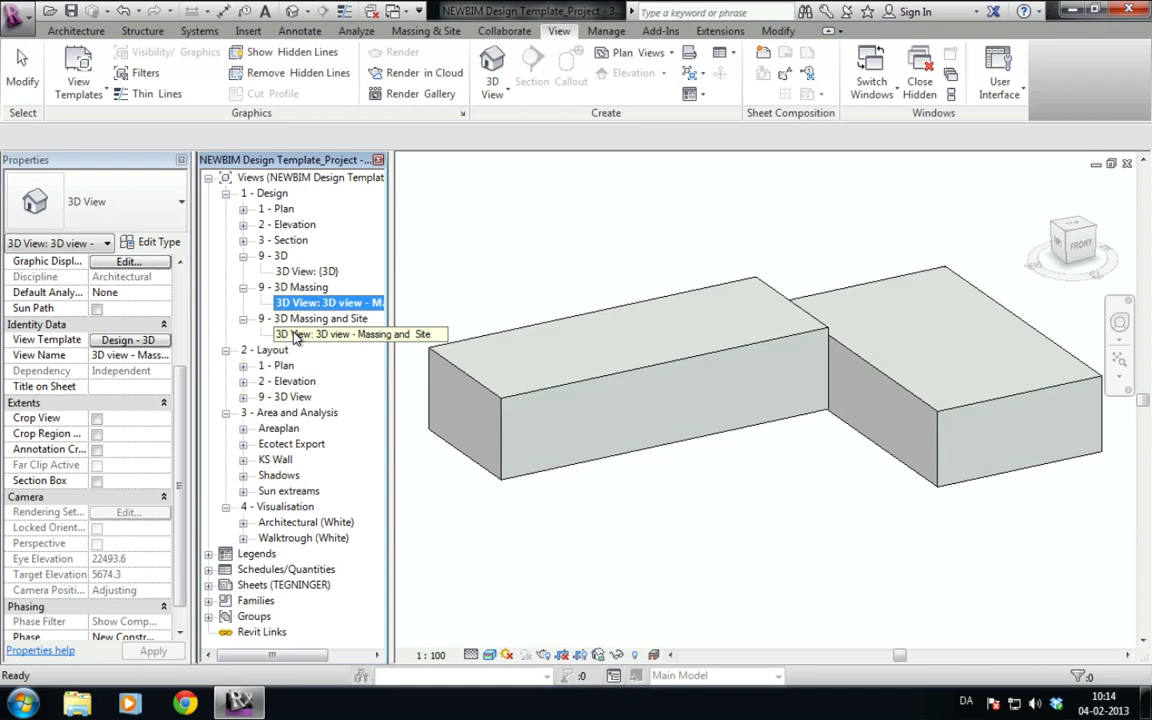 NEWBIM Design Template_Project - 3...
Type a keyword or phrase
Sign In
Architecture
Structure
Systems
Insert
Annotate
Analyze
Massing & Site
Collaborate
View
Manage
Add-Ins
Extensions
Modify
Modify
View
Templates
Visibility/ Graphics
Filters
Thin Lines
Show Hidden Lines
Remove Hidden Lines
Cut Profile
Render
Render in Cloud
Render Gallery
3D
View
Section
Callout
Plan Views
Elevation
Switch
Windows
Close
Hidden
User
Interface
Select
Graphics
Create
Sheet Composition
Windows
Properties
3D View
3D View: 3D view -
Edit Type
Graphic Displ...
Edit...
Discipline
Architectural
Default Analy...
None
Sun Path
Identity Data
View Template
Design - 3D
View Name
3D view - Mass...
Dependency
Independent
Title on Sheet
Extents
Crop View
Crop Region ...
Annotation Cr...
Far Clip Active
Section Box
Camera
Rendering Set...
Edit...
Locked Orient...
Perspective
Eye Elevation
22493.6
Target Elevation
5674.3
Camera Positi...
Adjusting
Phasing
Phase Filter
Show Comp...
Phase
New Constr...
Properties help
Apply
NEWBIM Design Template_Project -...
Views (NEWBIM Design Templat
1 - Design
1 - Plan
2 - Elevation
3 - Section
9 - 3D
3D View: {3D}
9 - 3D Massing
3D View: 3D view - Ma
9 - 3D Massing and Site
3D View: 3D view - Massing and Site
2 - Layout
1 - Plan
2 - Elevation
9 - 3D View
3 - Area and Analysis
Areaplan
Ecotect Export
KS Wall
Shadows
Sun extreams
4 - Visualisation
Architectural (White)
Walktrough (White)
Legends
Schedules/Quantities
Sheets (TEGNINGER)
Families
Groups
Revit Links
FRONT
1 : 100
Ready
:0
Main Model
:0
DA
10:14
04-02-2013